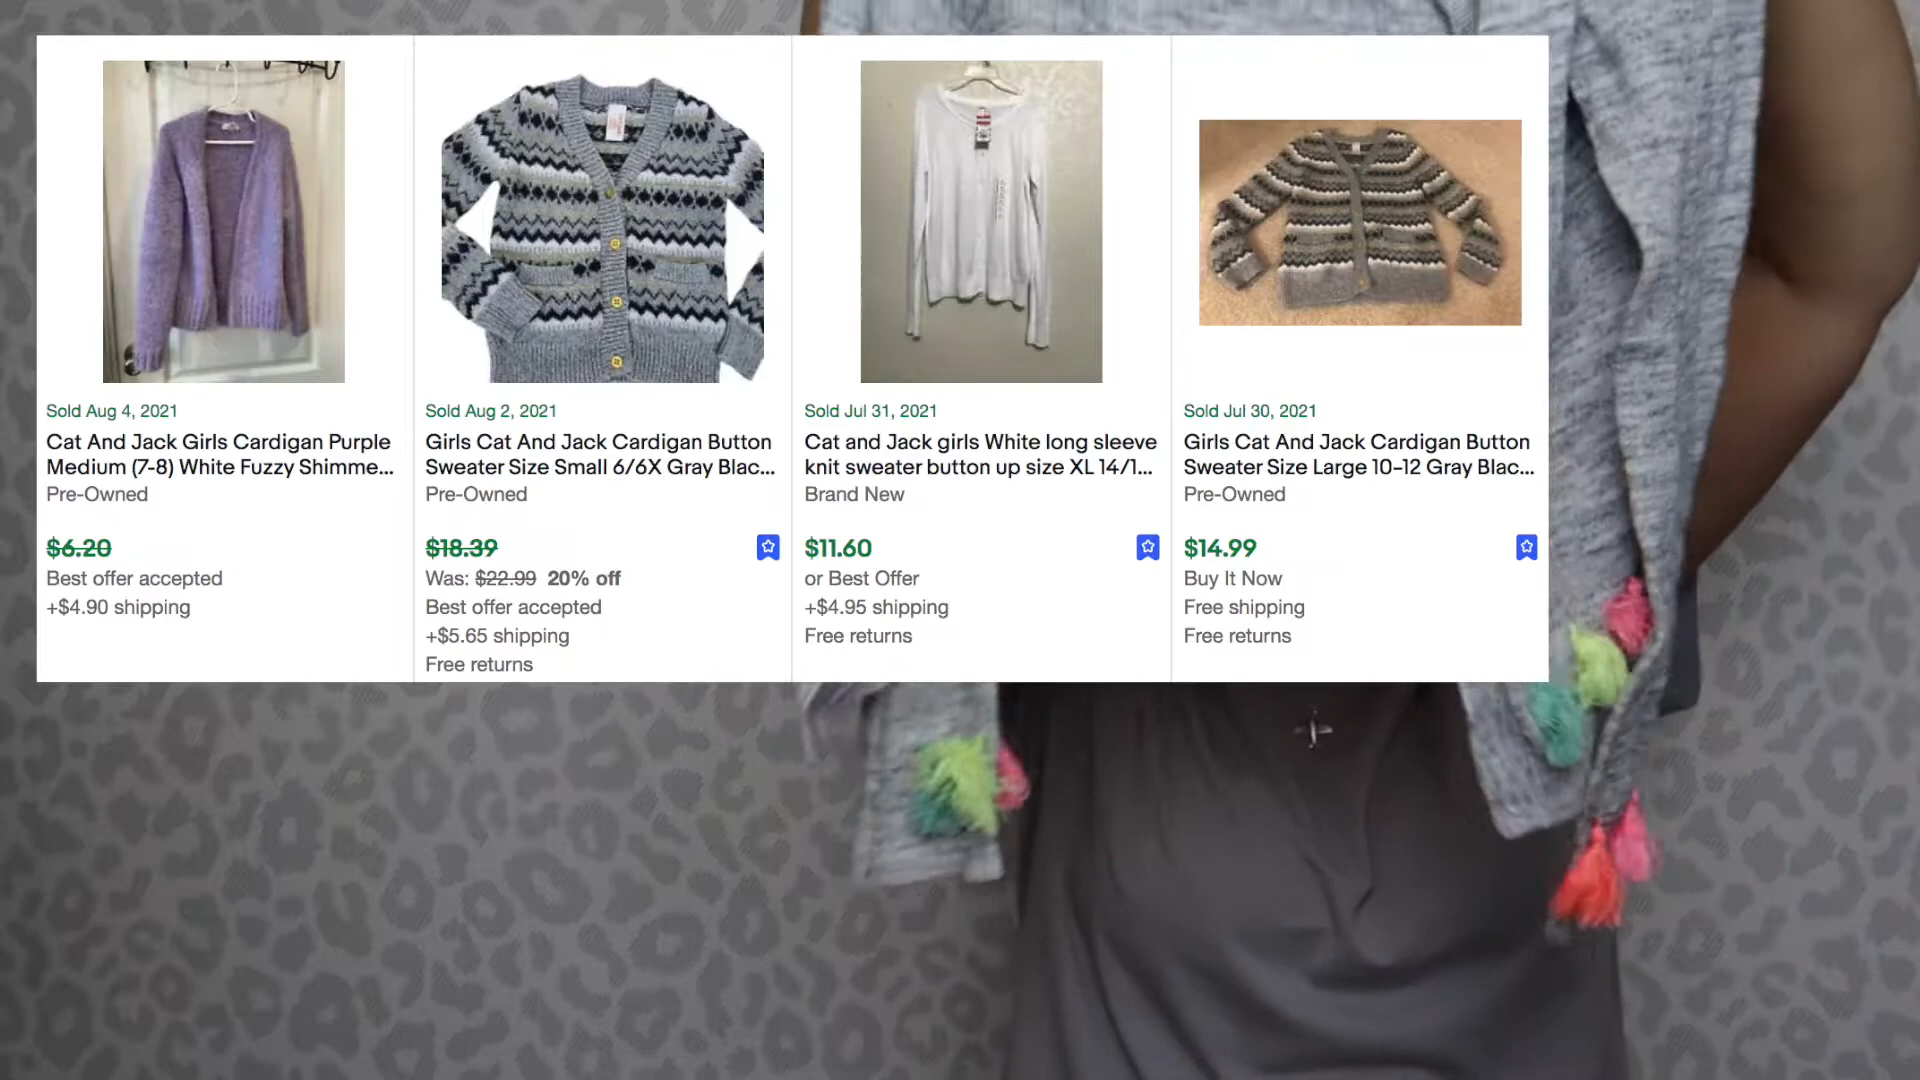 Sold Aug 4, 2021
Cat And Jack Girls Cardigan Purple
Medium (7-8) White Fuzzy Shimme...
Pre-Owned
$6.20
Best offer accepted
+$4.90 shipping
Sold Aug 2, 2021
Girls Cat And Jack Cardigan Button
Sweater Size Small 6/6X Gray Blac...
Pre-Owned
$18.39
Was: $22.99 20% off
Best offer accepted
+$5.65 shipping
Free returns
Sold Jul 31, 2021
Cat and Jack girls White long sleeve
knit sweater button up size XL 14/1...
Brand New
$11.60
or Best Offer
+$4.95 shipping
Free returns
Sold Jul 30, 2021
Girls Cat And Jack Cardigan Button
Sweater Size Large 10-12 Gray Blac...
Pre-Owned
$14.99
Buy It Now
Free shipping
Free returns